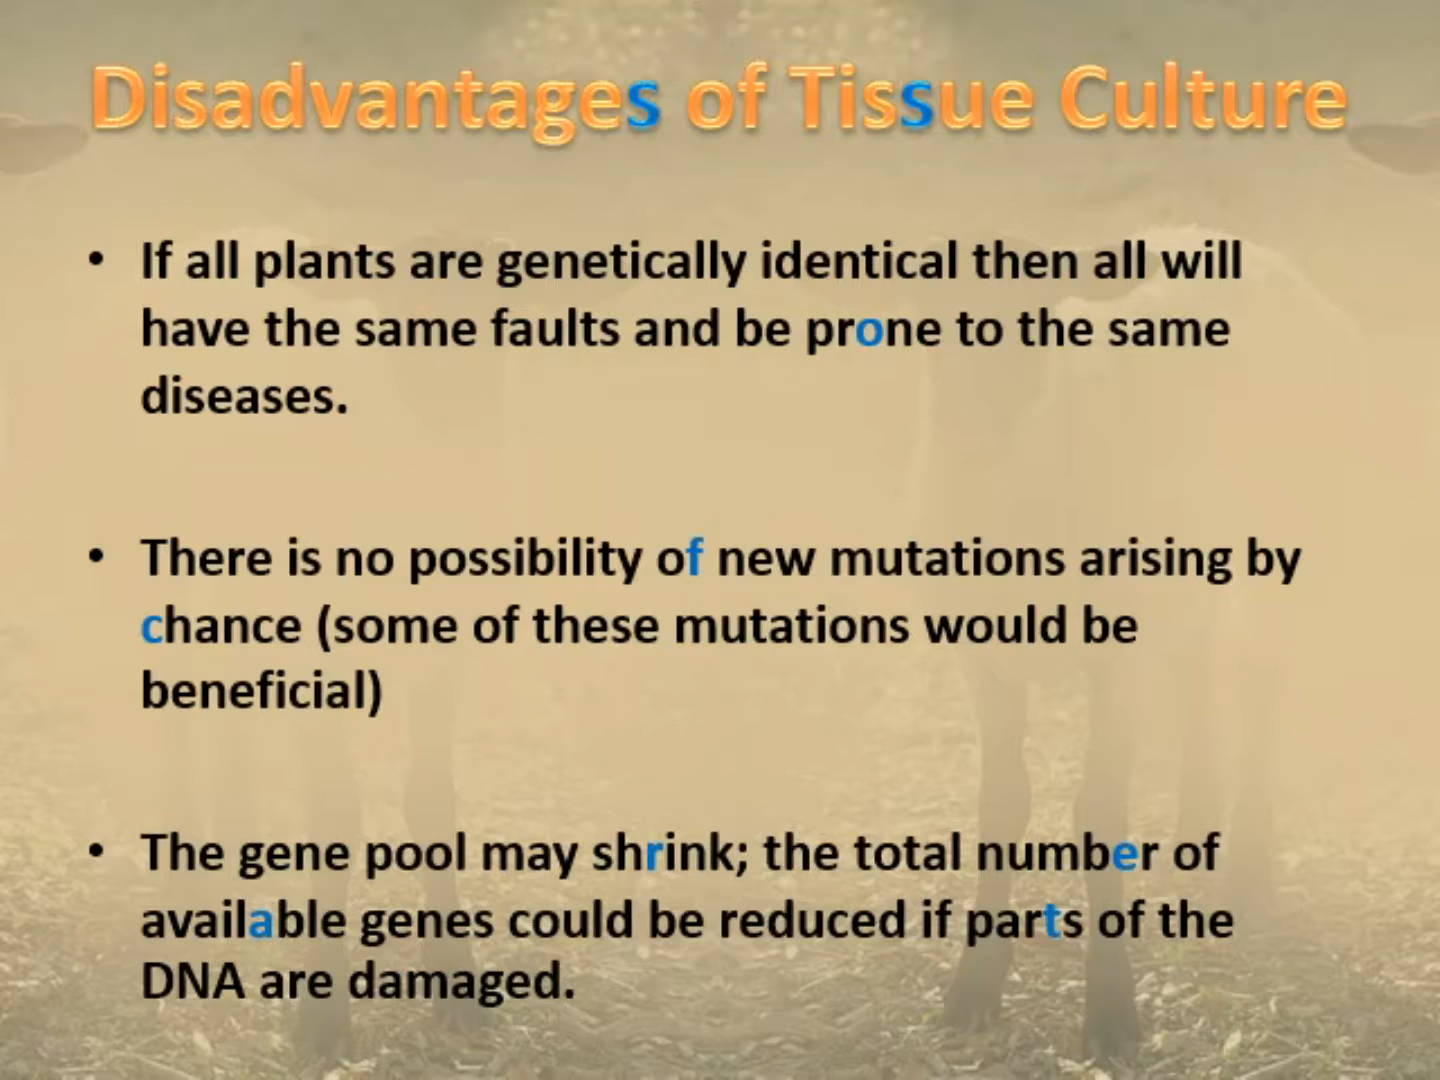 Disadvantages of Tissue Culture
• If all plants are genetically identical then all will
have the same faults and be prone to the same
diseases.
• There is no possibility of new mutations arising by
chance (some of these mutations would be
beneficial)
• The gene pool may shrink; the total number of
available genes could be reduced if parts of the
DNA are damaged.